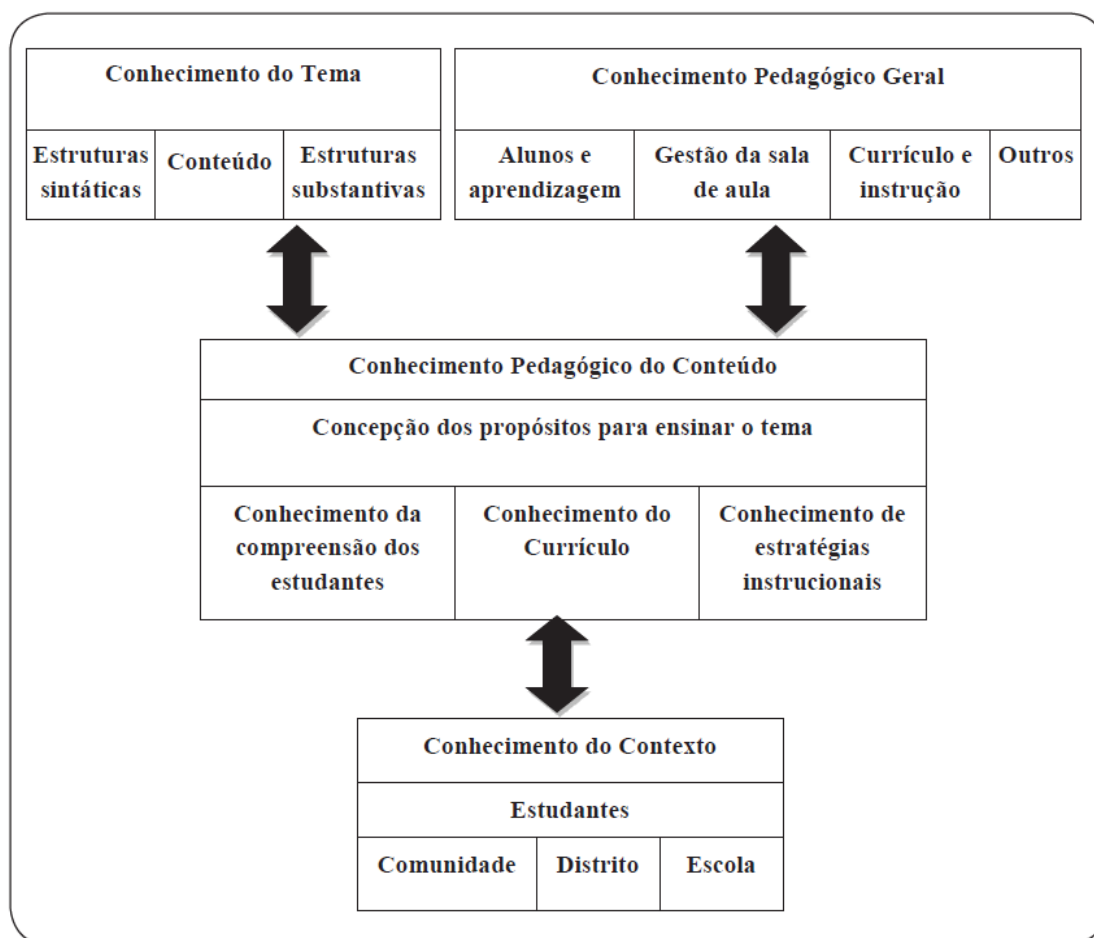 Conhecimento do Tema
Estruturas
sintáticas
Conteúdo
Estruturas
substantivas
Conhecimento Pedagógico Geral
Alunos e
aprendizagem
Gestão da sala
de aula
Currículo e
instrução
Outros
Conhecimento Pedagógico do Conteúdo
Concepção dos propósitos para ensinar o tema
Conhecimento da
compreensão dos
estudantes
Conhecimento do
Currículo
Conhecimento de
estratégias
instrucionais
Conhecimento do Contexto
Estudantes
Comunidade
Distrito
Escola